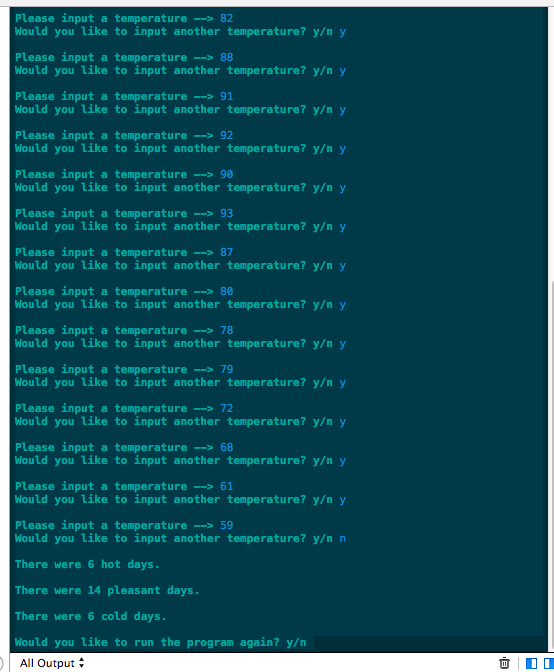 Please input a temperature --> 82
Would you like to input another temperature? y/n y
Please input a temperature --> 88
Would you like to input another temperature? y/n y
Please input a temperature --> 91
Would you like to input another temperature? y/n y
Please input a temperature --> 92
Would you like to input another temperature? y/n y
Please input a temperature --> 90
Would you like to input another temperature? y/n y
Please input a temperature --> 93
Would you like to input another temperature? y/n y
Please input a temperature --> 87
Would you like to input another temperature? y/n y
Please input a temperature --> 80
Would you like to input another temperature? y/n y
Please input a temperature --> 78
Would you like to input another temperature? y/n y
Please input a temperature --> 79
Would you like to input another temperature? y/n y
Please input a temperature --> 72
Would you like to input another temperature? y/n y
Please input a temperature --> 68
Would you like to input another temperature? y/n y
Please input a temperature --> 61
Would you like to input another temperature? y/n y
Please input a temperature --> 59
Would you like to input another temperature? y/n n
There were 6 hot days.
There were 14 pleasant days.
There were 6 cold days.
Would you like to run the program again? y/n
All Output